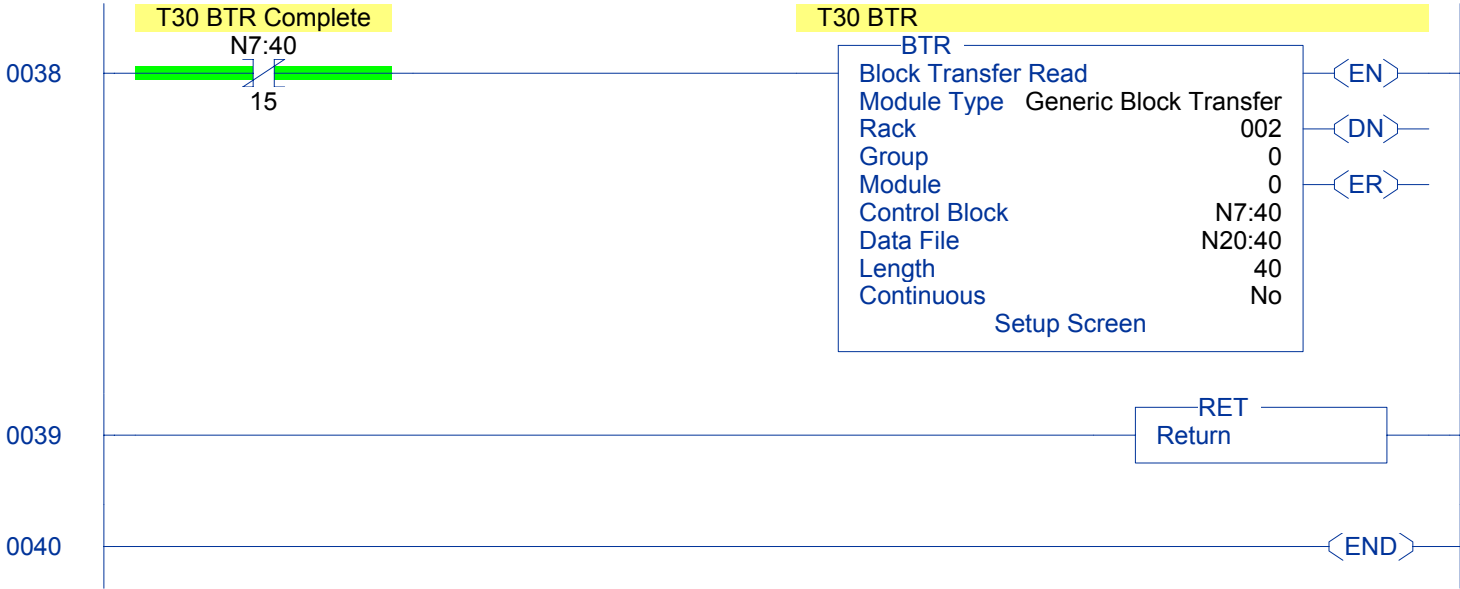 T30 BTR Complete
T30 BTR
N7:40
BTR
0038
Block Transfer Read
EN
15
Module Type Generic Block Transfer
Rack 002
DN
Group 0
Module 0
ER
Control Block N7:40
Data File N20:40
Length 40
Continuous No
Setup Screen
RET
0039
Return
0040
END